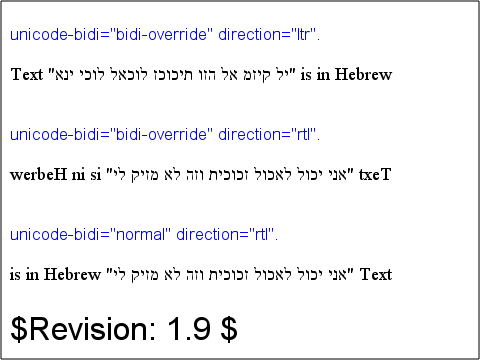 unicode-bidi="bidi-override" direction="ltr".
Text "יל קיזמ אל הזו תיכוכז לוכאל לוכי ינא" is in Hebrew
unicode-bidi="bidi-override" direction="rtl".
werbeH ni si "אני יכול לאכול זכוכית וזה לא מזיק לי" txeT
unicode-bidi="normal" direction="rtl".
is in Hebrew "אני יכול לאכול זכוכית וזה לא מזיק לי" Text
$Revision: 1.9 $